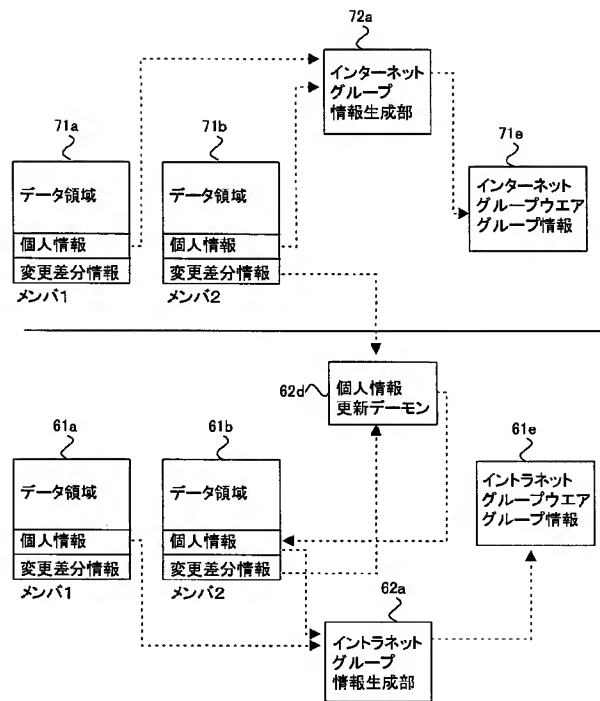 72a
インターネット
グループ
情報生成部
71a
71b
71e
データ領域
データ領域
インターネット
グループウエア
グループ情報
個人情報
個人情報
変更差分情報
変更差分情報
メンバ1
メンバ2
62d
個人情報
更新デーモン
61a
61b
61e
データ領域
データ領域
イントラネット
グループウエア
グループ情報
個人情報
個人情報
変更差分情報
変更差分情報
メンバ1
メンバ2
62a
イントラネット
グループ
情報生成部